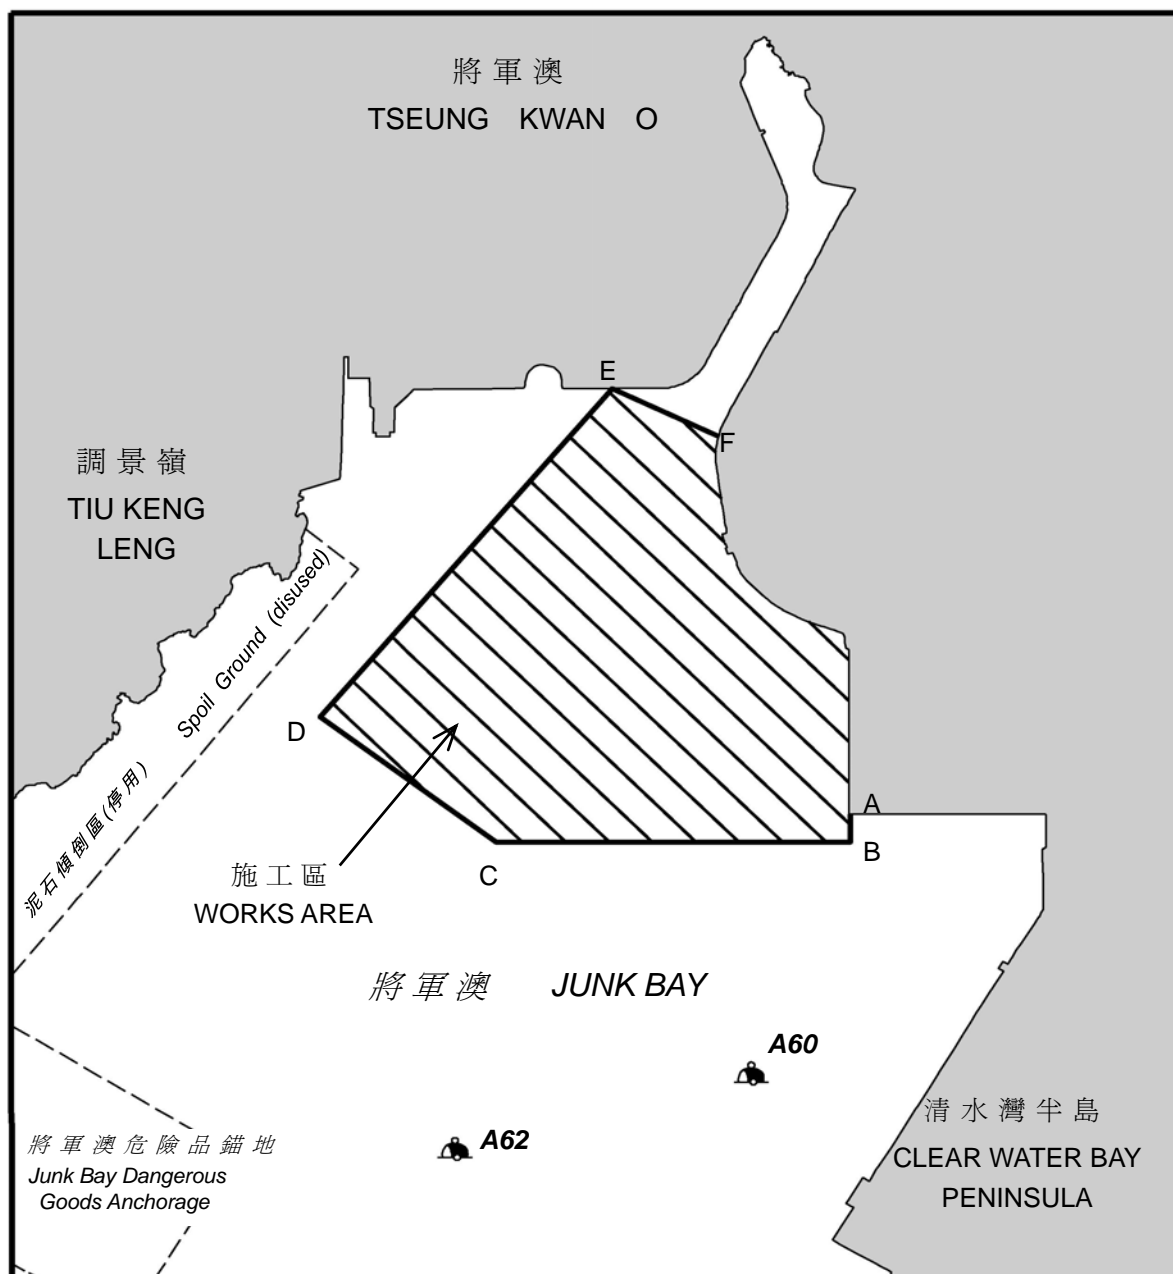 將軍澳
TSEUNG KWAN O
E
F
調景嶺
TIU KENG
LENG
Spoil Ground (disused)
泥石傾倒區(停用)
D
A
B
C
施工區
WORKS AREA
將軍澳 JUNK BAY
A60
A62
將軍澳危險品錨地
Junk Bay Dangerous
Goods Anchorage
清水灣半島
CLEAR WATER BAY
PENINSULA